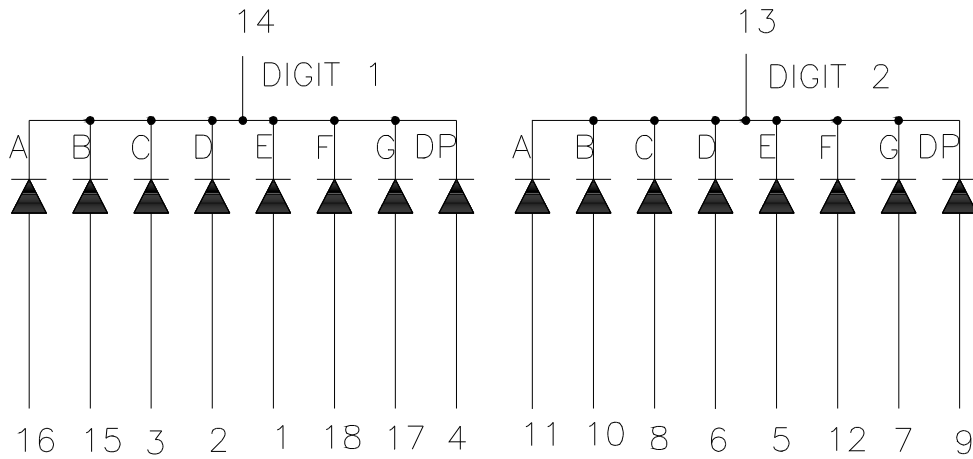 14 13
DIGIT 1 DIGIT 2
A B C D E F G DP A B C D E F G DP
16 15 3 2 1 18 17 4 11 10 8 6 5 12 7 9